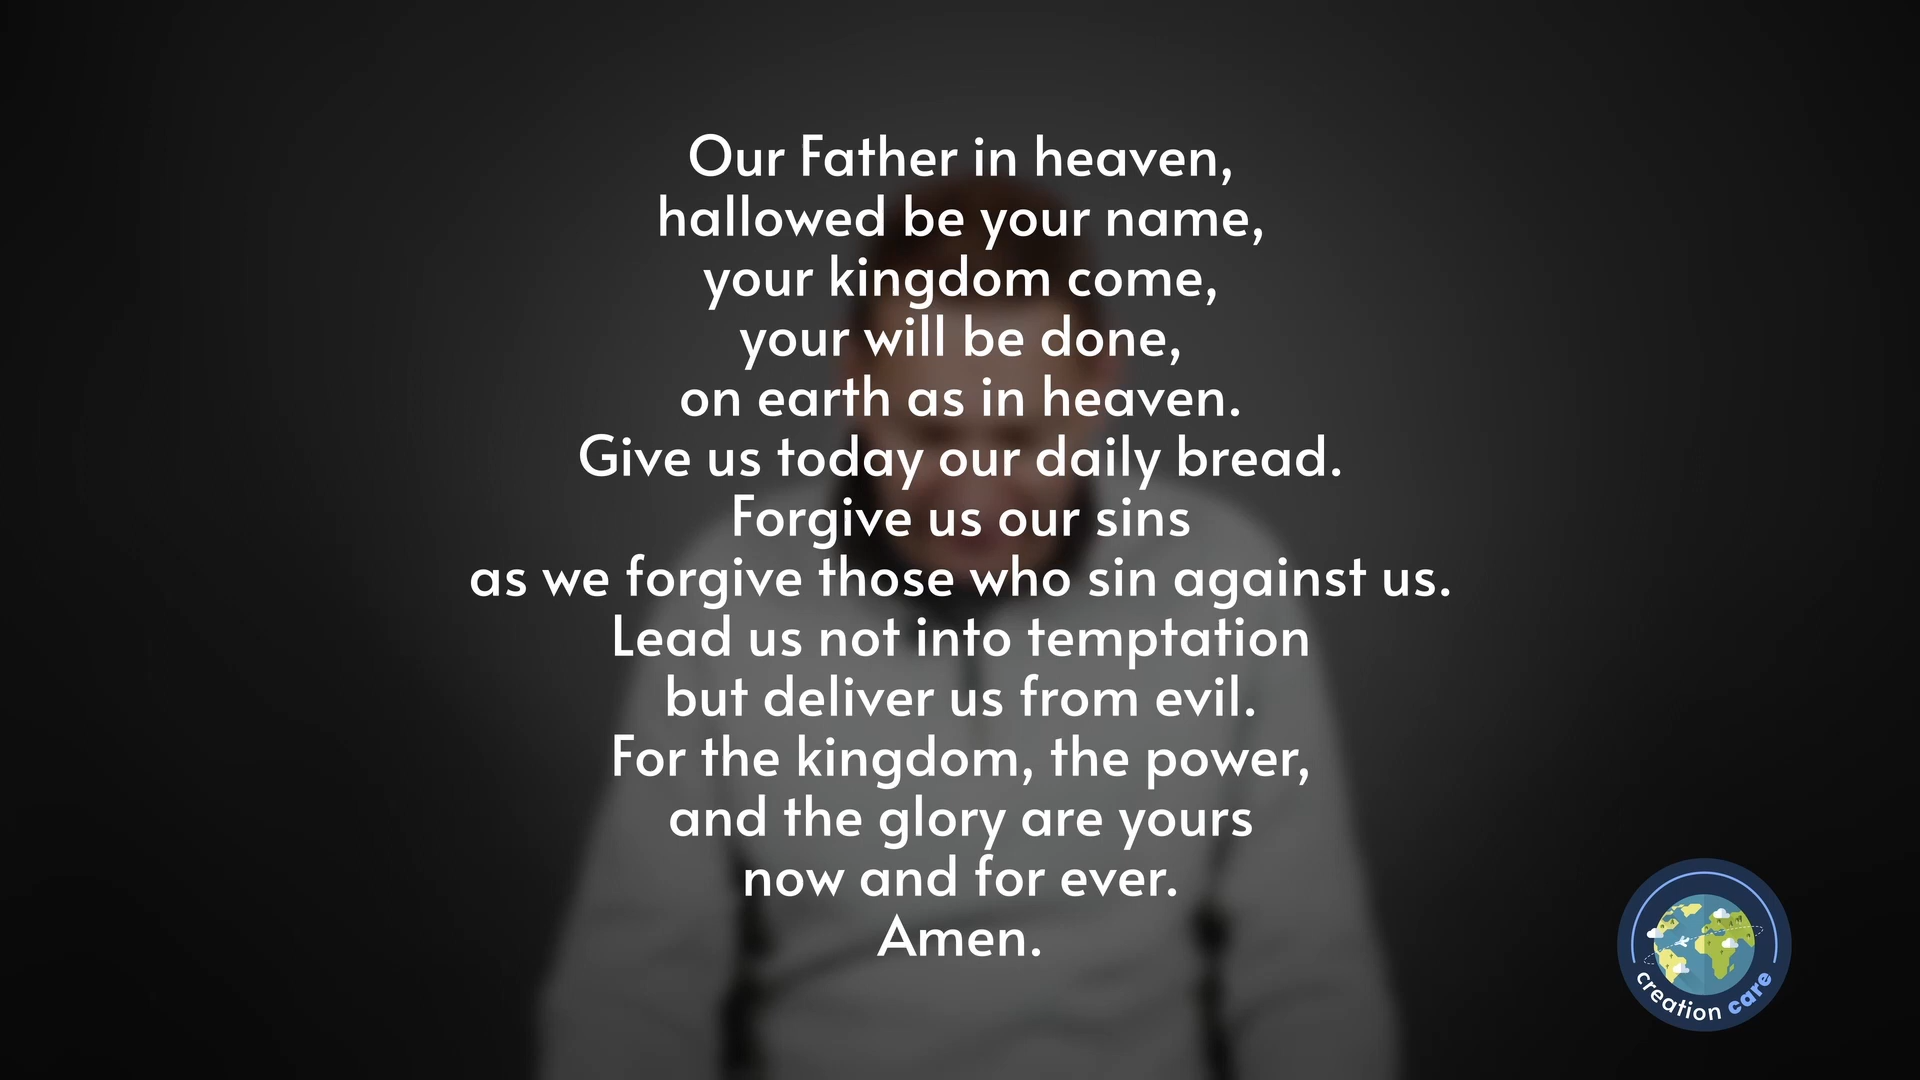 Our Father in heaven,
hallowed be your name,
your kingdom come,
your will be done,
on earth as in heaven.
Give us today our daily bread.
Forgive us our sins
as we forgive those who sin against us.
Lead us not into temptation
but deliver us from evil.
For the kingdom, the power,
and the glory are yours
now and for ever.
Amen.
creation care